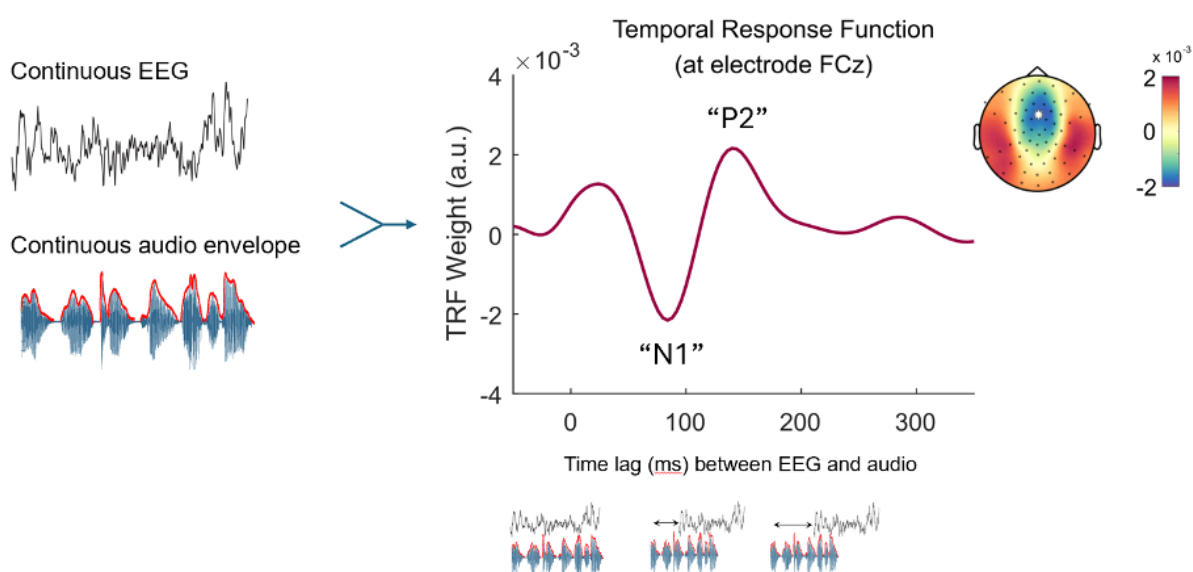 Temporal Response Function
(at electrode FCz)
Continuous EEG
Continuous audio envelope
×10-3
4
2
0
-2
-4
TRF Weight (a.u.)
“P2”
“N1”
0
100
200
300
Time lag (ms) between EEG and audio
x 10-3
2
0
-2